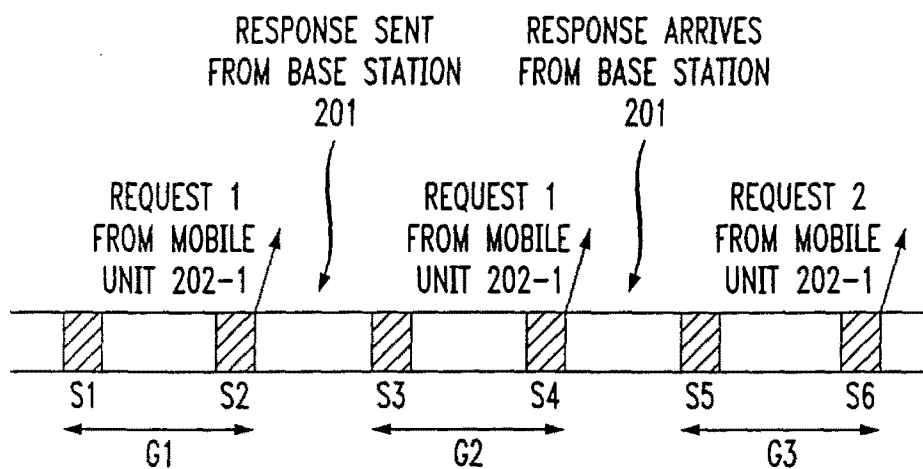 RESPONSE SENT
FROM BASE STATION
201
RESPONSE ARRIVES
FROM BASE STATION
201
REQUEST 1
FROM MOBILE
UNIT 202-1
REQUEST 1
FROM MOBILE
UNIT 202-1
REQUEST 2
FROM MOBILE
UNIT 202-1
S1 S2 S3 S4 S5 S6
G1 G2 G3